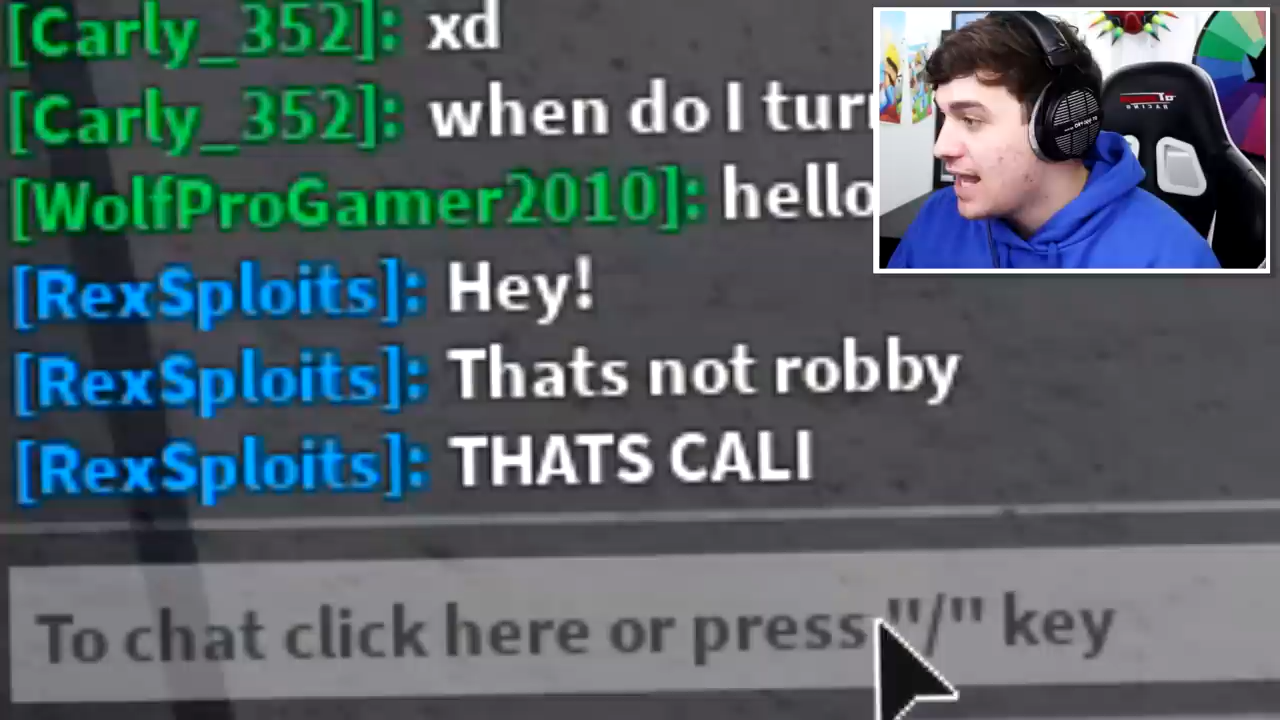 [Carly_352]: xd
[Carly_352]: when do I tur
[WolfProGamer2010]: hello
[RexSploits]: Hey!
[RexSploits]: Thats not robby
[RexSploits]: THATS CALI
To chat click here or press "/" key
RACING